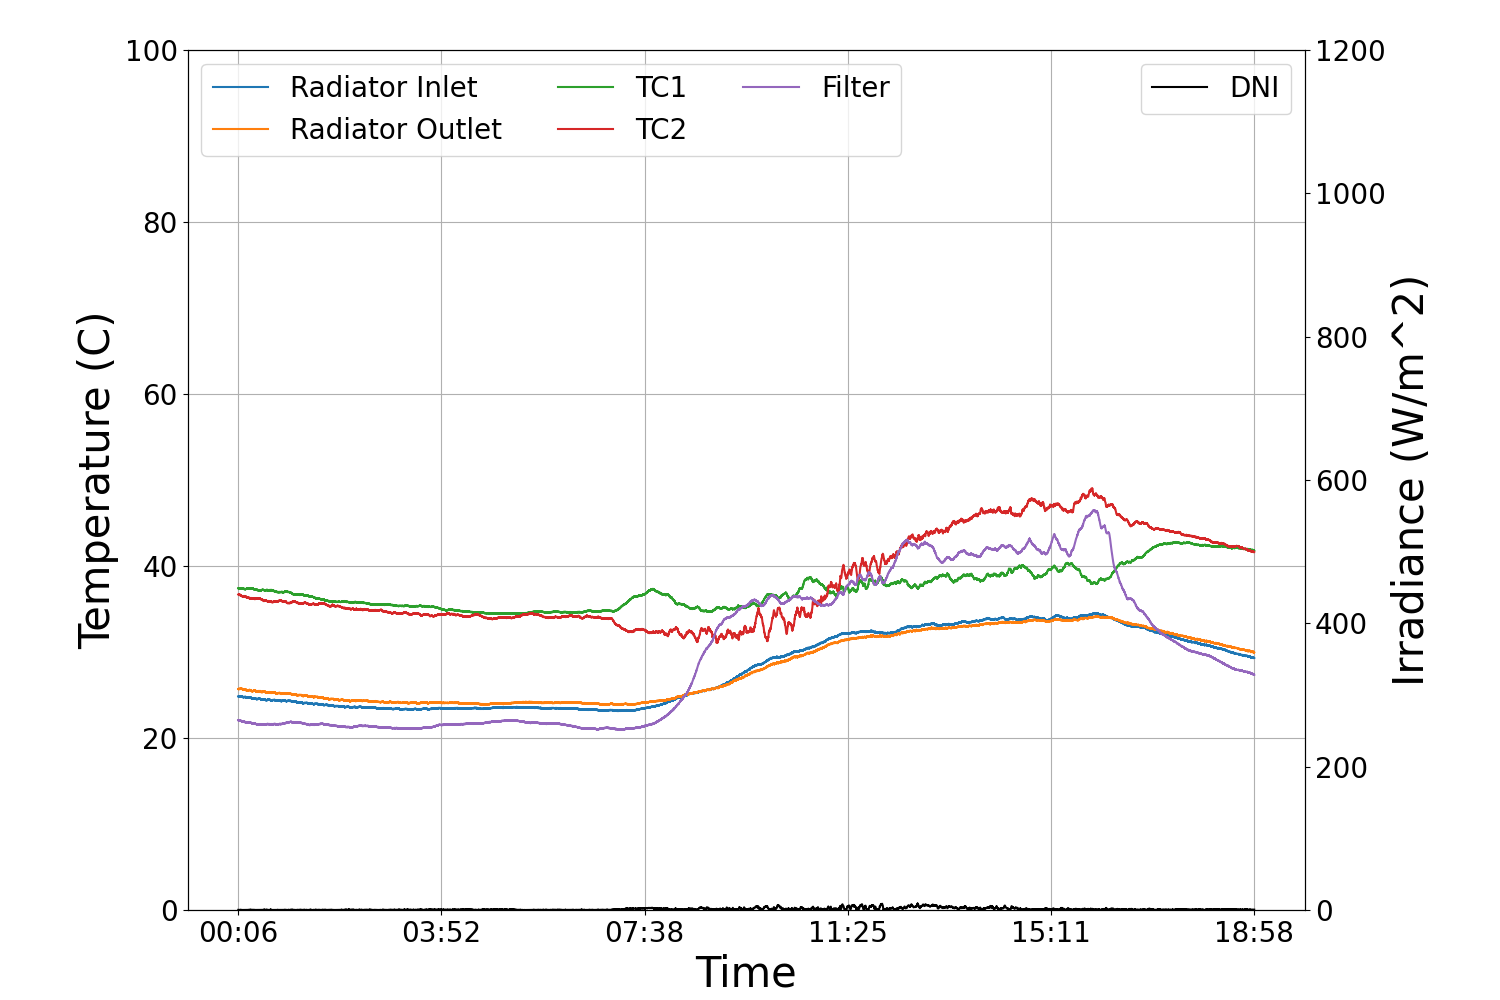 Radiator Inlet
Radiator Outlet
TC1
TC2
Filter
DNI
100
80
60
40
20
0
Temperature (C)
1200
1000
800
600
400
200
0
Irradiance (W/m^2)
00:06 03:52 07:38 11:25 15:11 18:58
Time